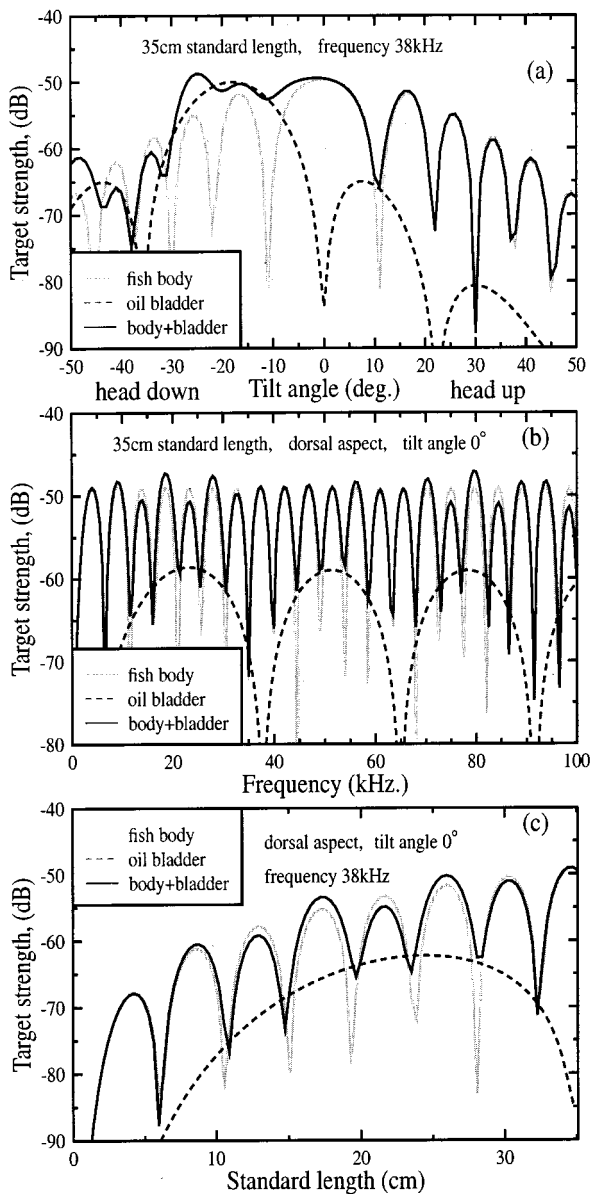 -40
35cm standard length, frequency 38kHz
(a)
-50
-60
-70
-80
-90
Target strength, (dB)
fish body
oil bladder
body+bladder
-50 -40 -30 -20 -10 0 10 20 30 40 50
head down Tilt angle (deg.) head up
-40
35cm standard length, dorsal aspect, tilt angle 0°
(b)
-50
-60
-70
-80
Target strength, (dB)
fish body
oil bladder
body+bladder
0 20 40 60 80 100
Frequency (kHz.)
-40
(c)
fish body
oil bladder
body+bladder
dorsal aspect, tilt angle 0°
frequency 38kHz
-50
-60
-70
-80
-90
Target strength, (dB)
0 10 20 30
Standard length (cm)